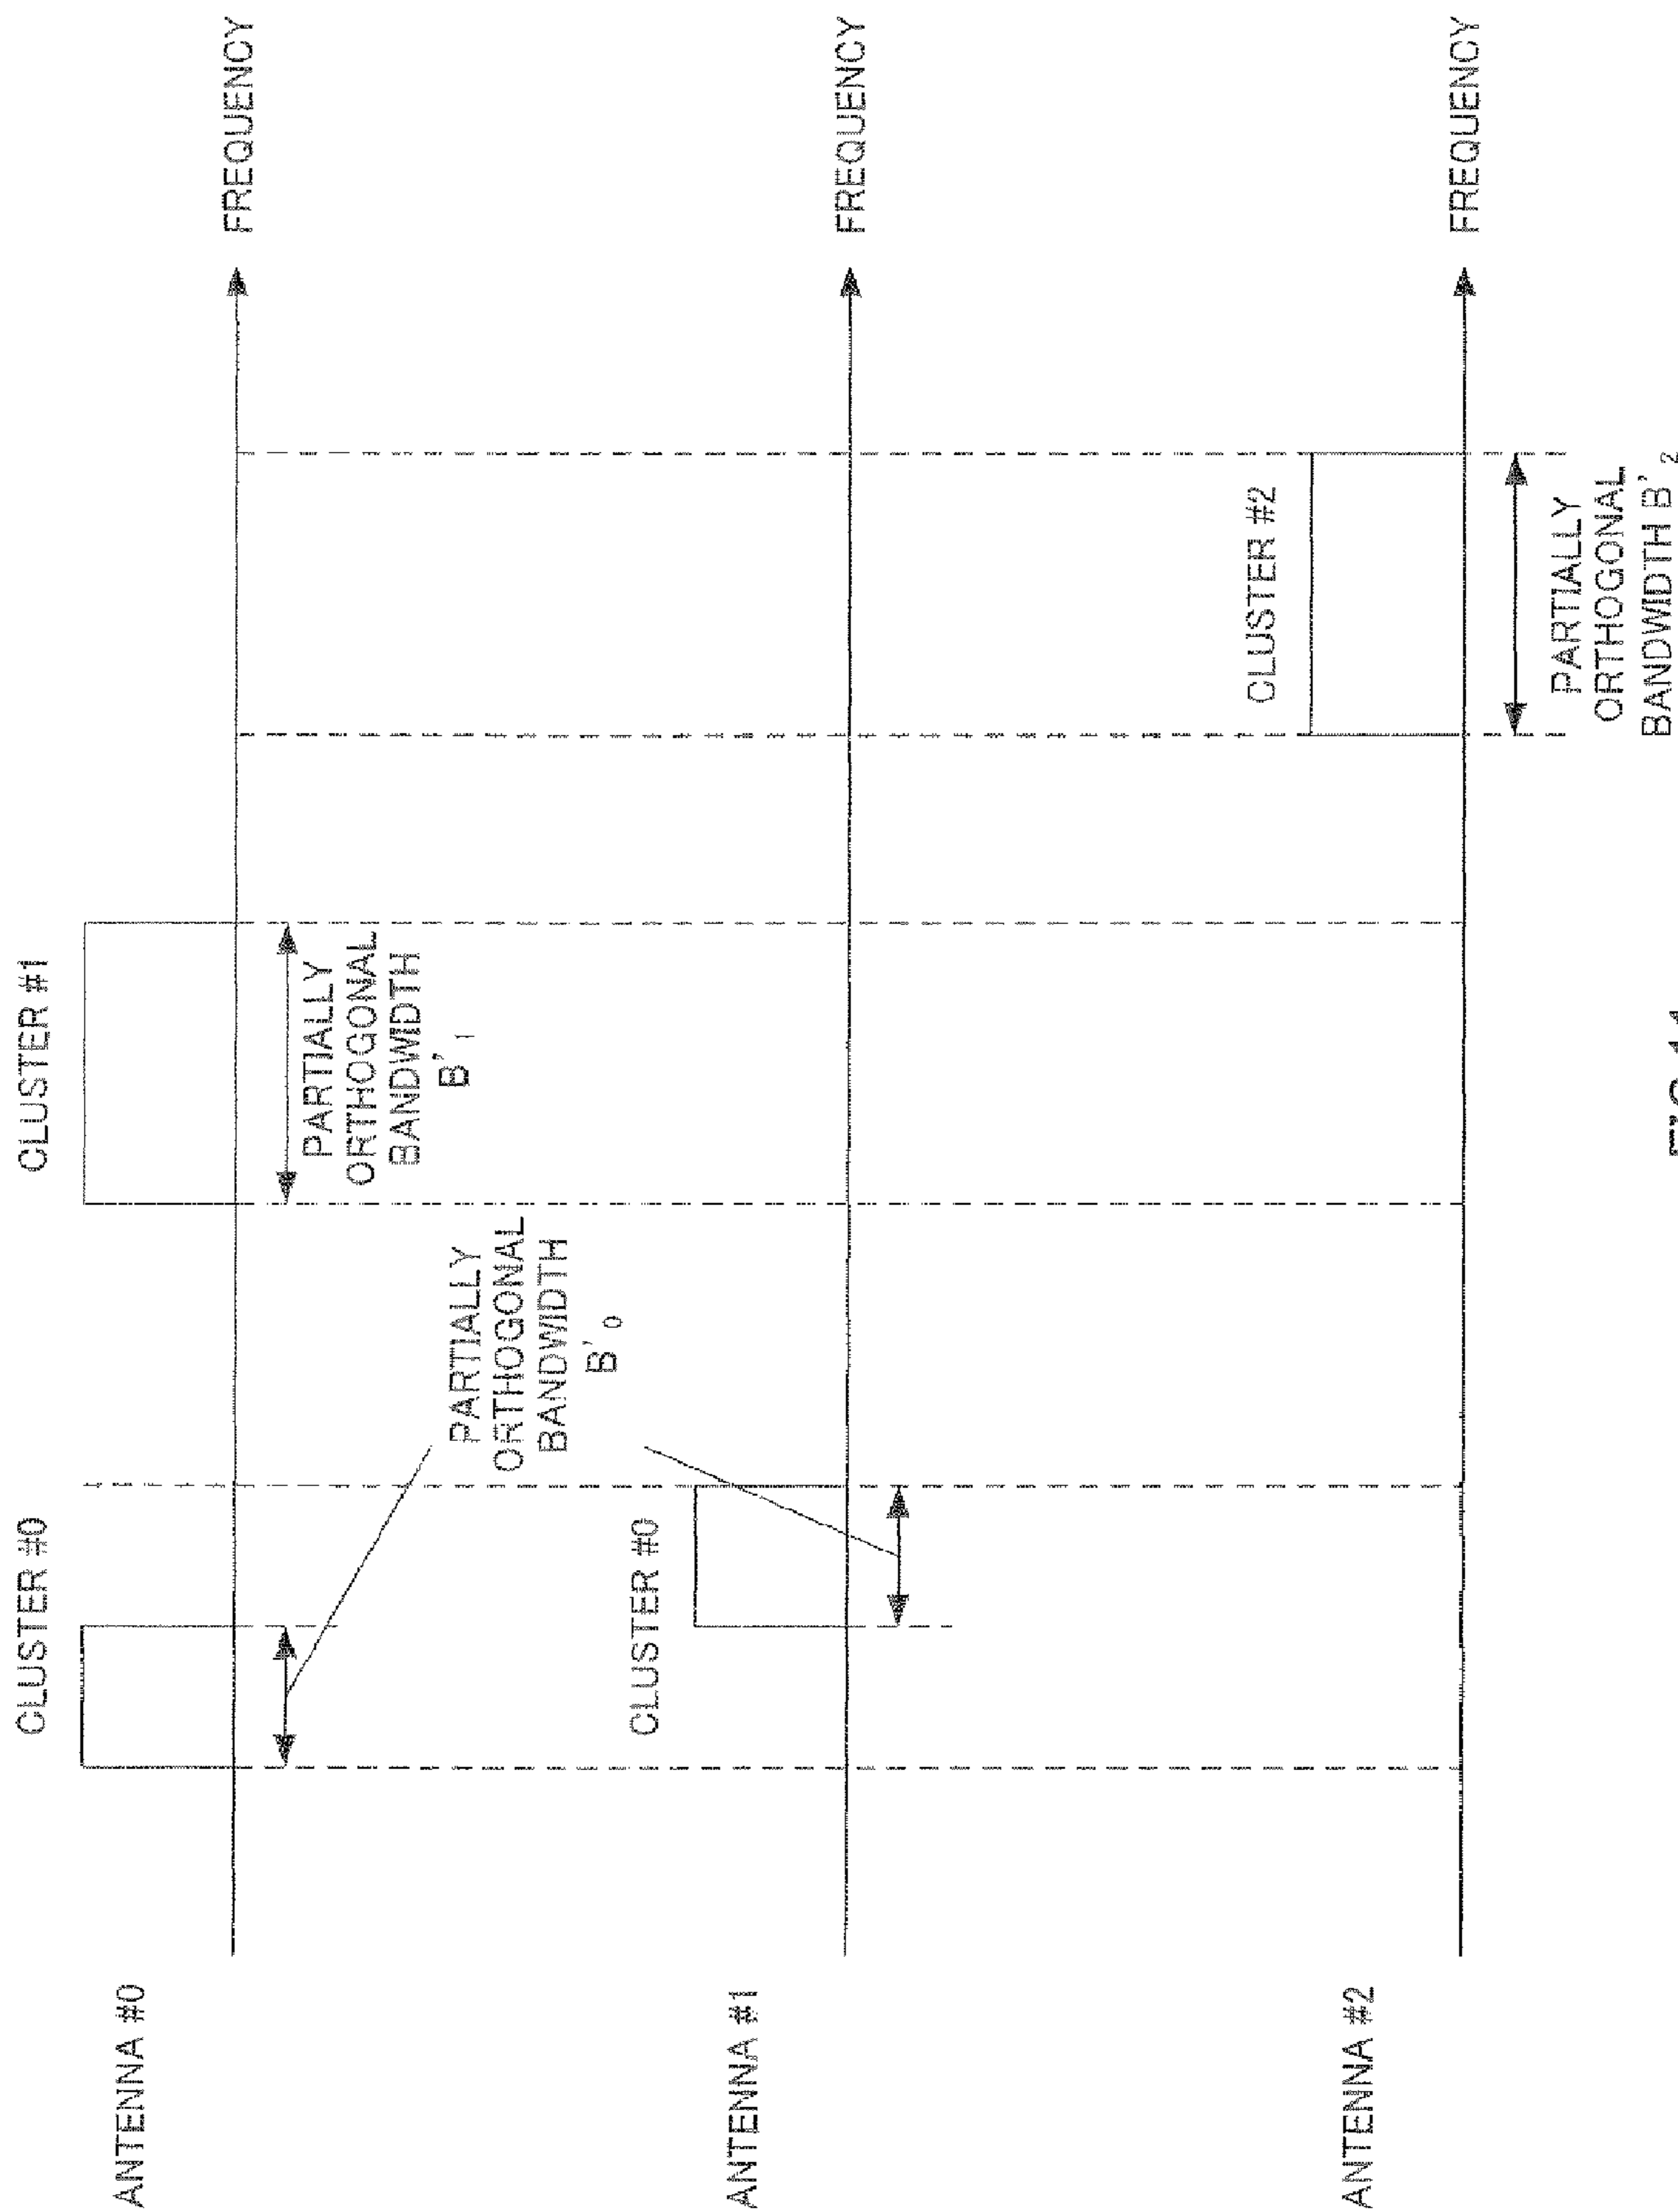 CLUSTER #0
CLUSTER #1
ANTENNA #0
FREQUENCY
PARTIALLY
ORTHOGONAL
BANDWIDTH
B'1
PARTIALLY
ORTHOGONAL
BANDWIDTH
B'0
CLUSTER #0
ANTENNA #1
FREQUENCY
CLUSTER #2
ANTENNA #2
FREQUENCY
PARTIALLY
ORTHOGONAL
BANDWIDTH B'2